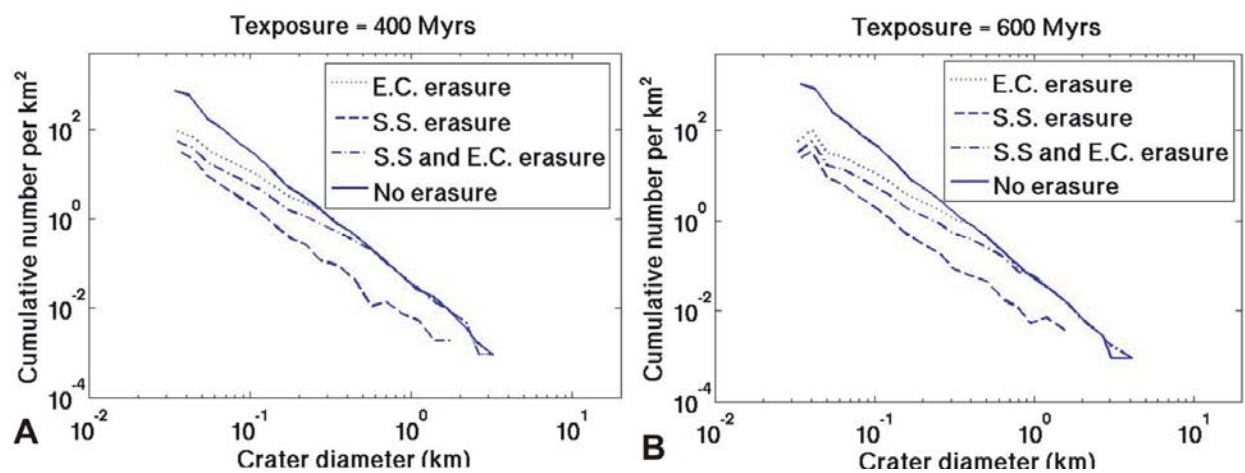 Texposure = 400 Myrs
Cumulative number per km²
10²
10⁰
10⁻²
10⁻⁴
E.C. erasure
S.S. erasure
S.S and E.C. erasure
No erasure
10⁻²
10⁻¹
10⁰
10¹
Crater diameter (km)
A
Texposure = 600 Myrs
Cumulative number per km²
10²
10⁰
10⁻²
10⁻⁴
E.C. erasure
S.S. erasure
S.S and E.C. erasure
No erasure
10⁻²
10⁻¹
10⁰
10¹
Crater diameter (km)
B